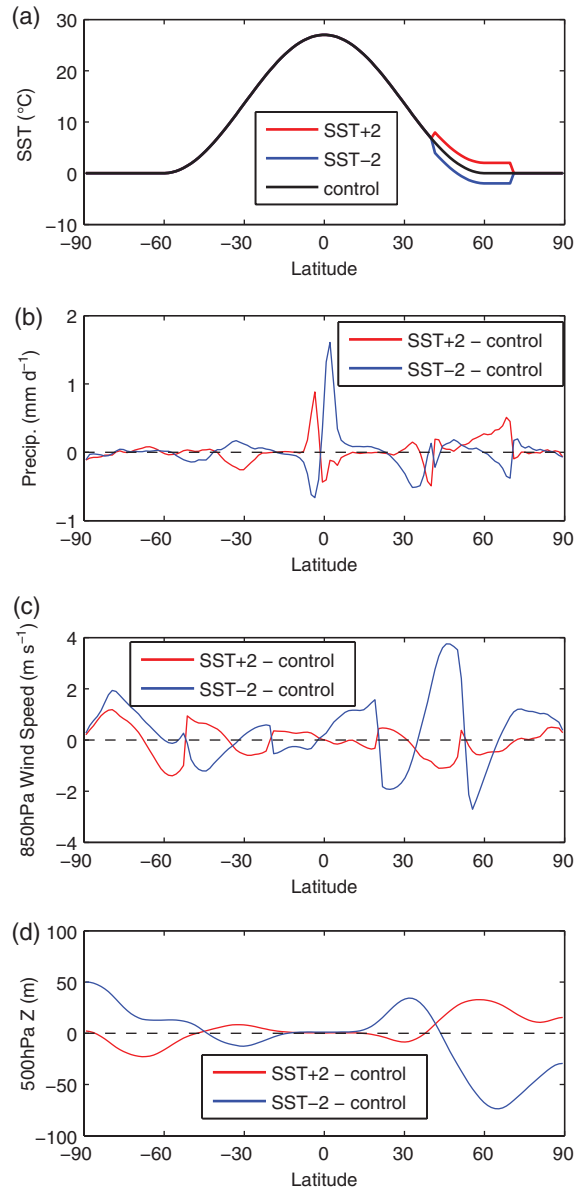 (a)
30
20
10
0
−10
SST (°C)
SST+2
SST−2
control
−90 −60 −30 0 30 60 90
Latitude
(b)
2
1
0
−1
Precip. (mm d⁻¹)
SST+2 − control
SST−2 − control
−90 −60 −30 0 30 60 90
Latitude
(c)
4
2
0
−2
−4
850hPa Wind Speed (m s⁻¹)
SST+2 − control
SST−2 − control
−90 −60 −30 0 30 60 90
Latitude
(d)
100
50
0
−50
−100
500hPa Z (m)
SST+2 − control
SST−2 − control
−90 −60 −30 0 30 60 90
Latitude